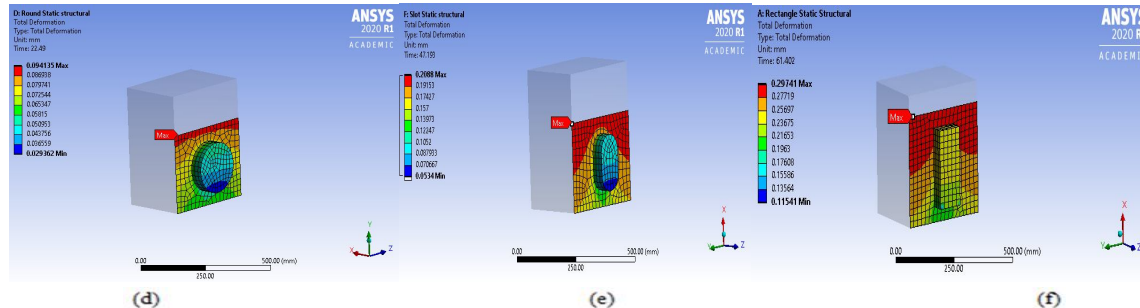 D: Round Static structural
Total Deformation
Type: Total Deformation
Unit: mm
Time: 22.49
0.094135 Max
0.086938
0.079741
0.072544
0.065347
0.05815
0.050953
0.043756
0.036559
0.029362 Min
ANSYS
2020 R1
ACADEMIC
Max
Y
X
Z
0.00
500.00 (mm)
250.00
(d)
F: Slot Static structural
Total Deformation
Type: Total Deformation
Unit: mm
Time: 47.193
0.2088 Max
0.19153
0.17427
0.157
0.13973
0.12247
0.1052
0.087933
0.070667
0.0534 Min
ANSYS
2020 R1
ACADEMIC
Max
X
Y
Z
0.00
500.00 (mm)
250.00
(e)
A: Rectangle Static Structural
Total Deformation
Type: Total Deformation
Unit: mm
Time: 61.402
0.29741 Max
0.27719
0.25697
0.23675
0.21653
0.1963
0.17608
0.15586
0.13564
0.11541 Min
ANSYS
2020 R1
ACADEMIC
Max
X
Y
Z
0.00
500.00 (mm)
250.00
(f)